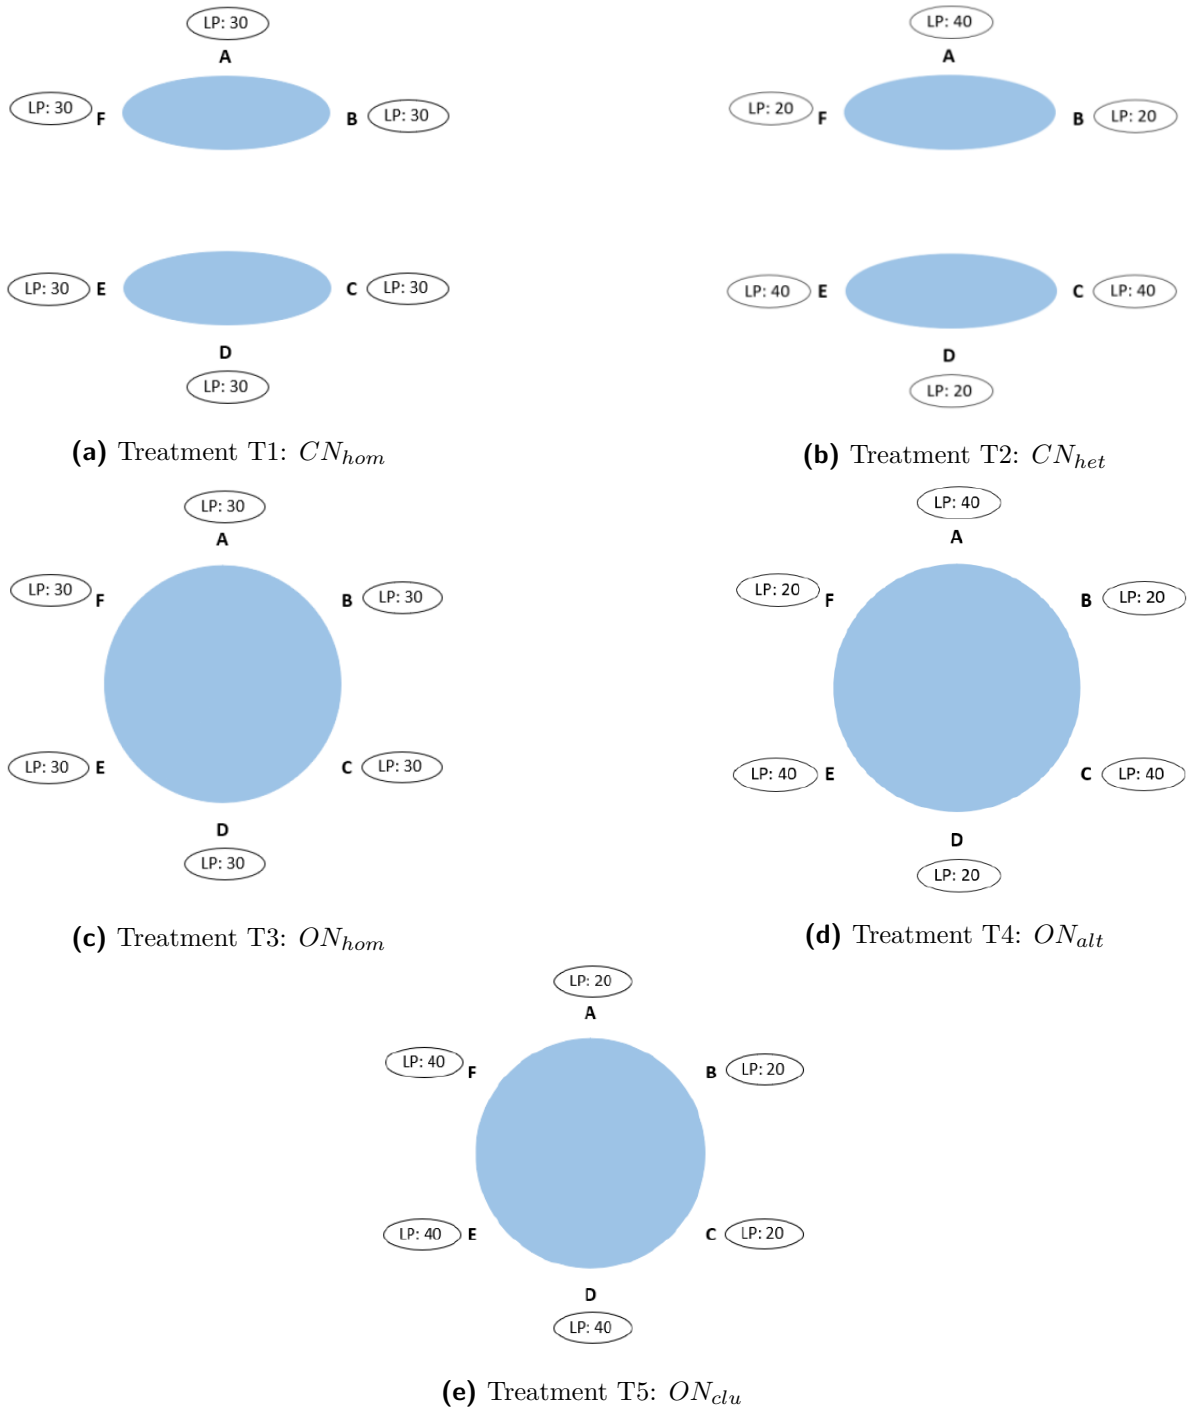 LP: 30
A
LP: 30 F
B LP: 30
LP: 30 E
C LP: 30
D
LP: 30
(a) Treatment T1: CN_hom
LP: 40
A
LP: 20 F
B LP: 20
LP: 40 E
C LP: 40
D
LP: 20
(b) Treatment T2: CN_het
LP: 30
A
LP: 30 F
B LP: 30
LP: 30 E
C LP: 30
D
LP: 30
(c) Treatment T3: ON_hom
LP: 40
A
LP: 20 F
B LP: 20
LP: 40 E
C LP: 40
D
LP: 20
(d) Treatment T4: ON_alt
LP: 20
A
LP: 40 F
B LP: 20
LP: 40 E
C LP: 20
D
LP: 40
(e) Treatment T5: ON_clu